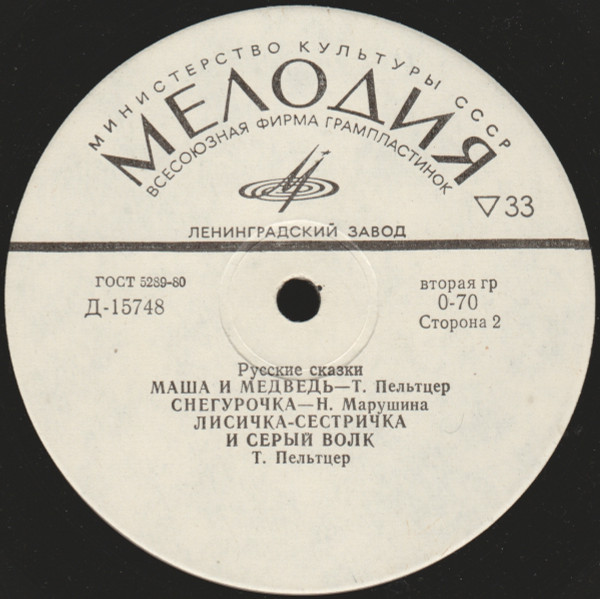 МИНИСТЕРСТВО КУЛЬТУРЫ СССР
МЕЛОДИЯ
ВСЕСОЮЗНАЯ ФИРМА ГРАМПЛАСТИНОК
▽33
ЛЕНИНГРАДСКИЙ ЗАВОД
ГОСТ 5289-80
Д-15748
вторая гр
0-70
Сторона 2
Русские сказки
МАША И МЕДВЕДЬ—Т. Пельтцер
СНЕГУРОЧКА—Н. Марушина
ЛИСИЧКА-СЕСТРИЧКА
И СЕРЫЙ ВОЛК
Т. Пельтцер